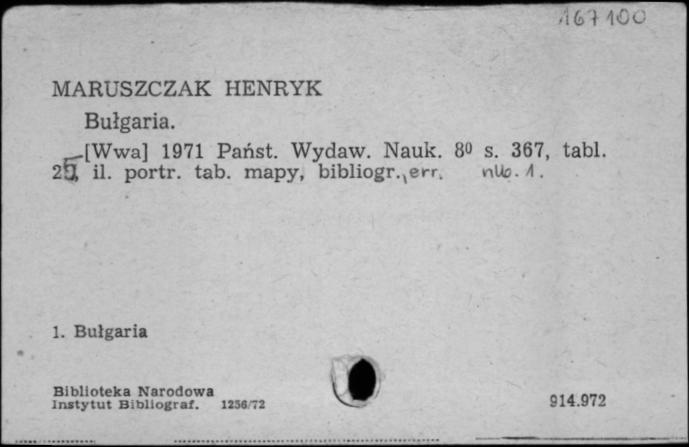 167100
MARUSZCZAK HENRYK
Bułgaria.
[Wwa] 1971 Państ. Wydaw. Nauk. 8⁰ s. 367, tabl.
25, il. portr. tab. mapy, bibliogr., err. nlb. 1.
1. Bułgaria
Biblioteka Narodowa
Instytut Bibliograf. 1256/72
914.972